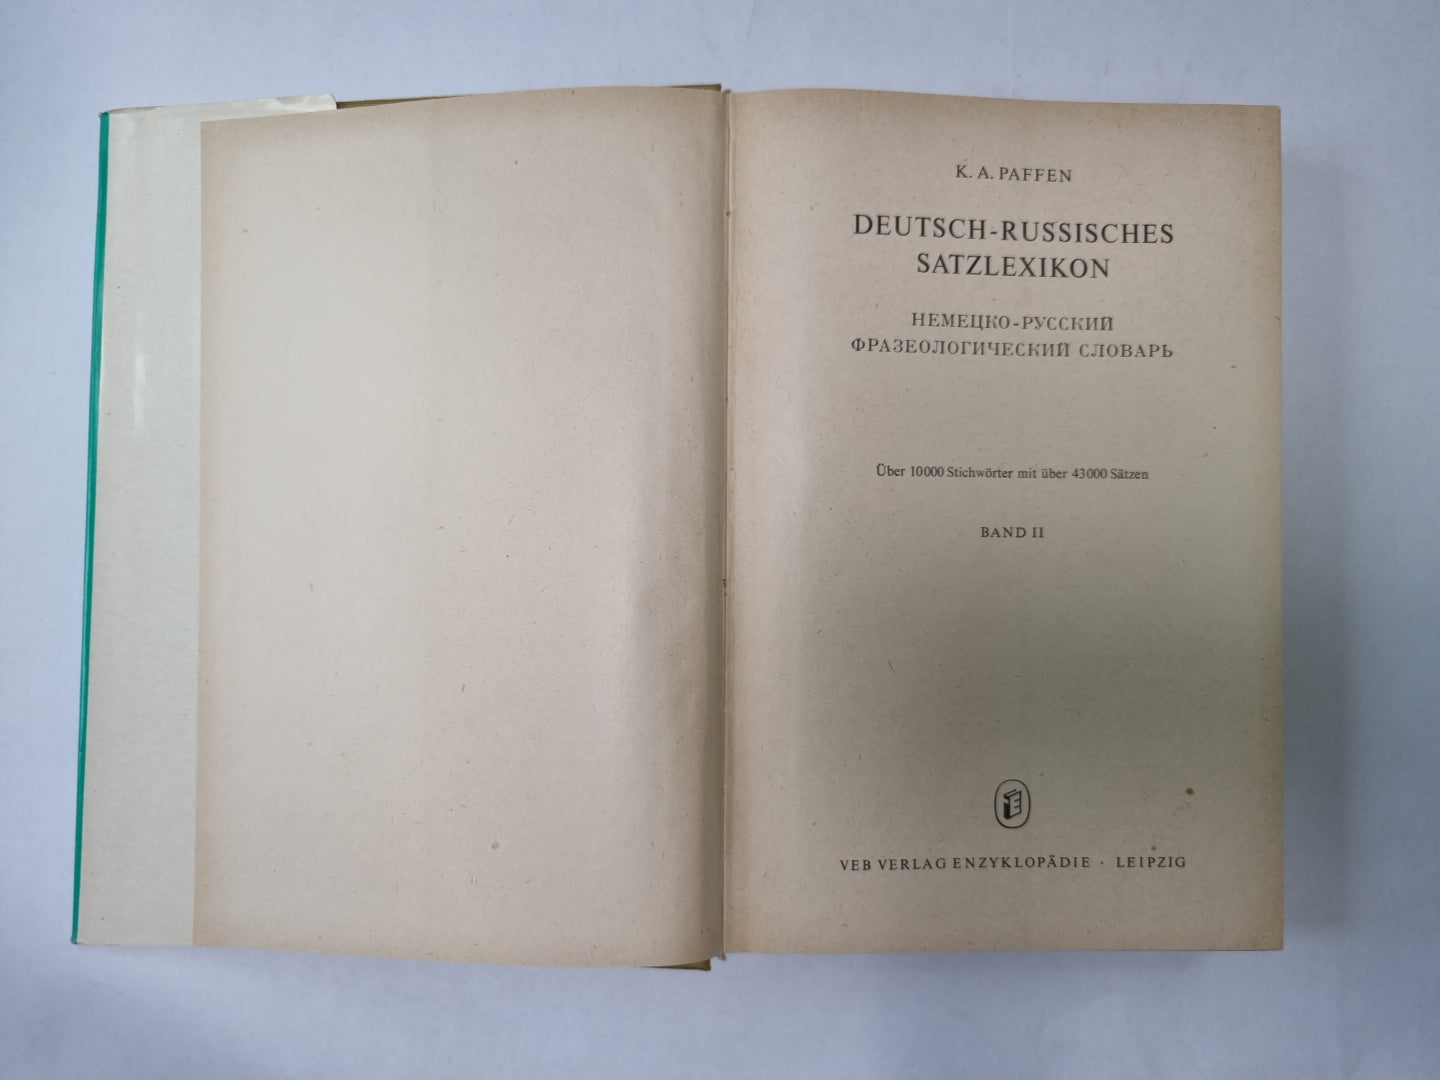 K. A. PAFFEN
DEUTSCH-RUSSISCHES
SATZLEXIKON
НЕМЕЦКО-РУССКИЙ
ФРАЗЕОЛОГИЧЕСКИЙ СЛОВАРЬ
Über 10000 Stichwörter mit über 43000 Sätzen
BAND II
VEB VERLAG ENZYKLOPÄDIE · LEIPZIG